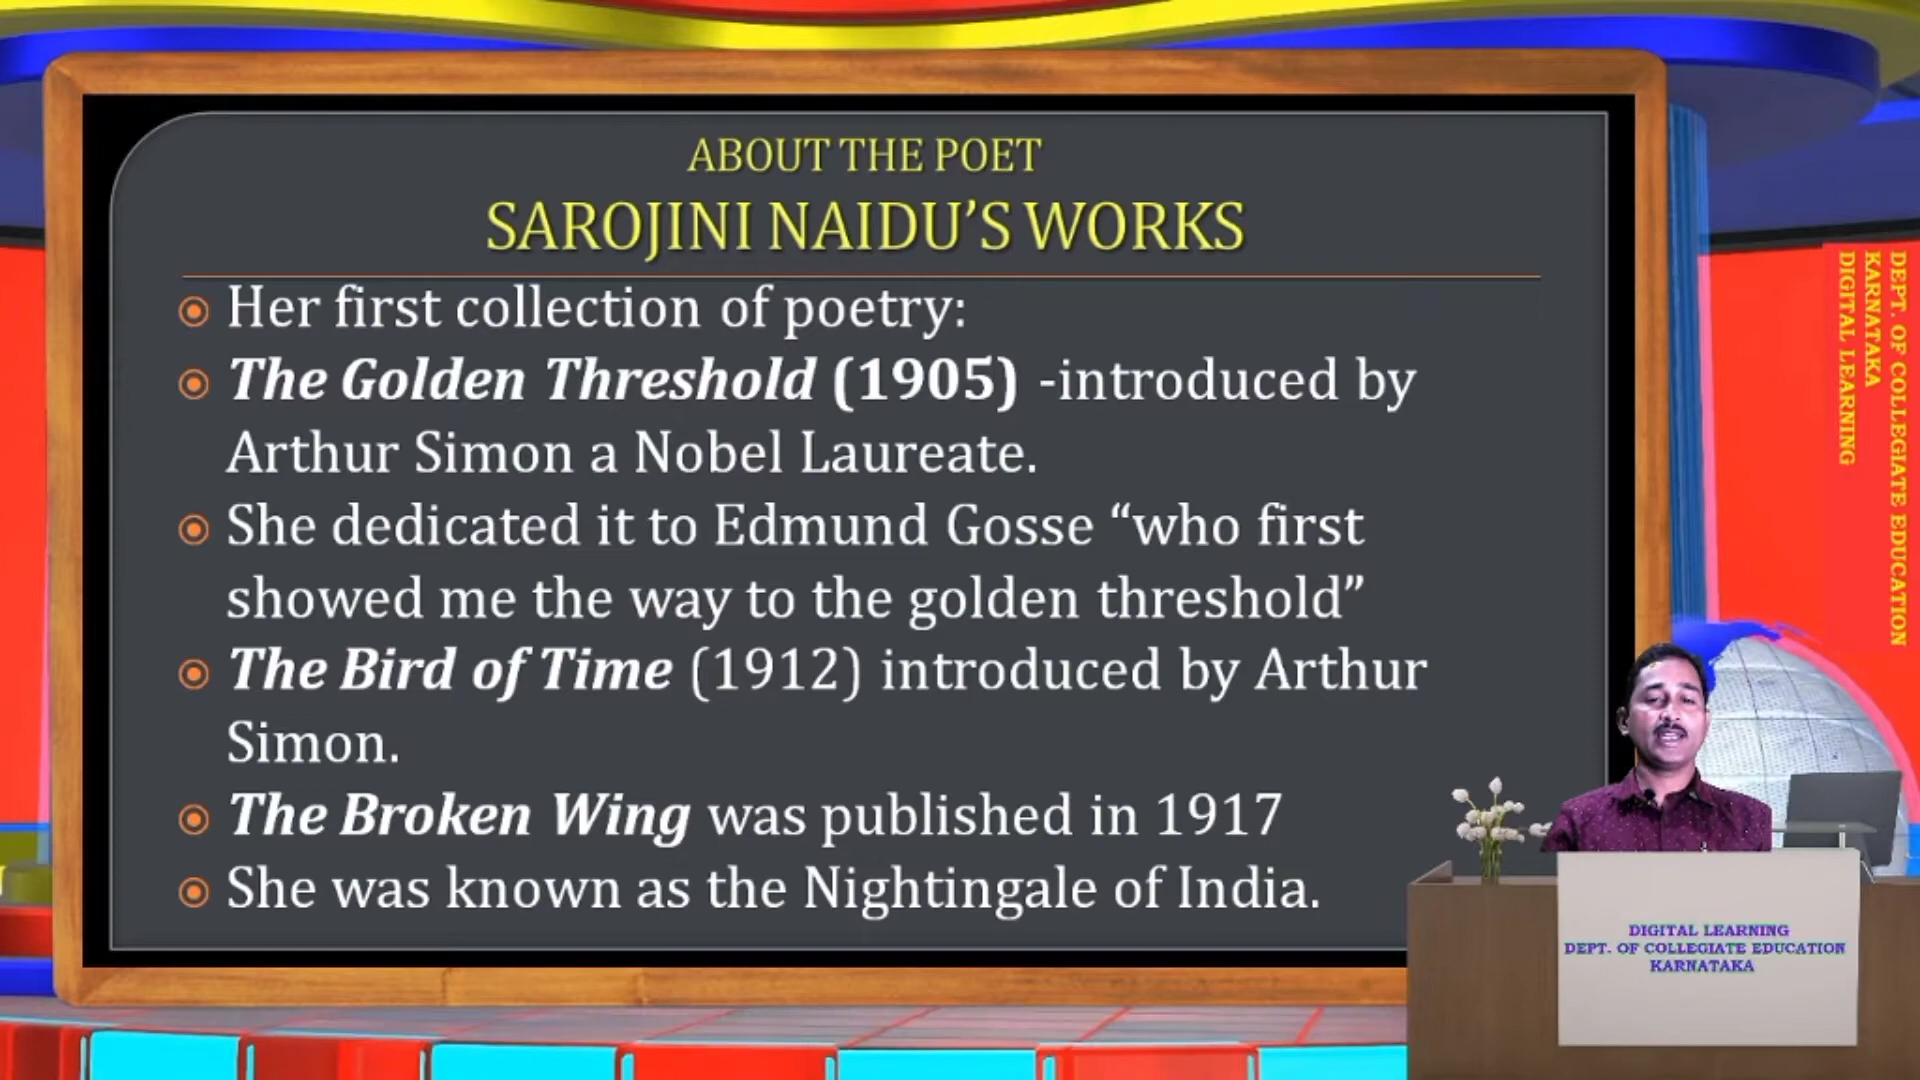 ABOUT THE POET
SAROJINI NAIDU'S WORKS
Her first collection of poetry:
The Golden Threshold (1905) -introduced by
Arthur Simon a Nobel Laureate.
She dedicated it to Edmund Gosse “who first
showed me the way to the golden threshold”
The Bird of Time (1912) introduced by Arthur
Simon.
The Broken Wing was published in 1917
She was known as the Nightingale of India.
DEPT. OF COLLEGIATE EDUCATION
KARNATAKA
DIGITAL LEARNING
DIGITAL LEARNING
DEPT. OF COLLEGIATE EDUCATION
KARNATAKA